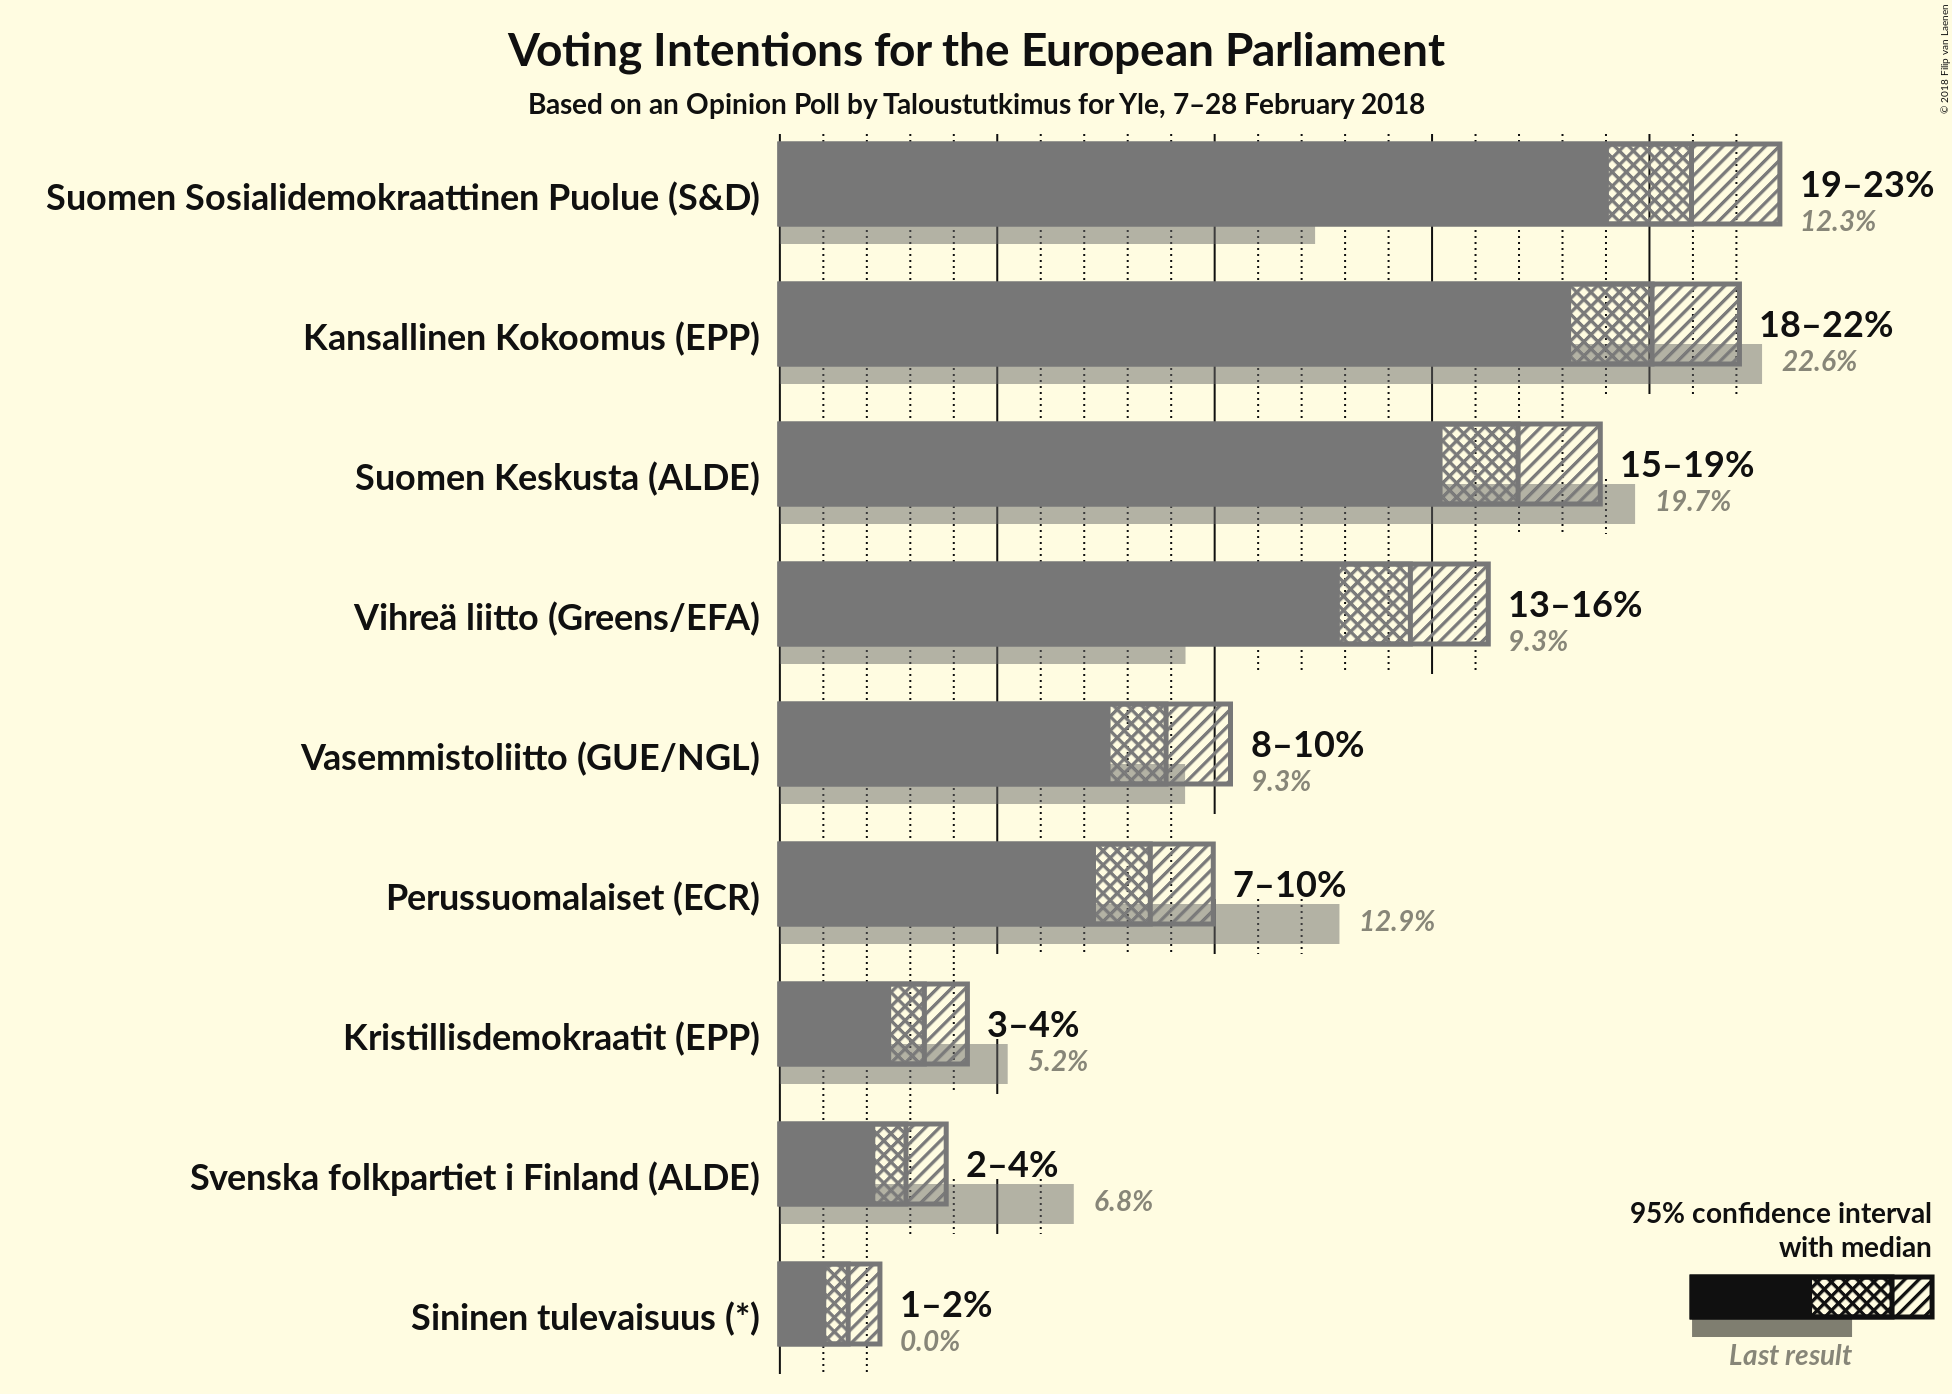 Voting Intentions for the European Parliament
Based on an Opinion Poll by Taloustutkimus for Yle, 7–28 February 2018
© 2018 Filip van Laenen
Suomen Sosialidemokraattinen Puolue (S&D)
19–23%
12.3%
Kansallinen Kokoomus (EPP)
18–22%
22.6%
Suomen Keskusta (ALDE)
15–19%
19.7%
Vihreä liitto (Greens/EFA)
13–16%
9.3%
Vasemmistoliitto (GUE/NGL)
8–10%
9.3%
Perussuomalaiset (ECR)
7–10%
12.9%
Kristillisdemokraatit (EPP)
3–4%
5.2%
Svenska folkpartiet i Finland (ALDE)
2–4%
6.8%
Sininen tulevaisuus (*)
1–2%
0.0%
95% confidence interval
with median
Last result